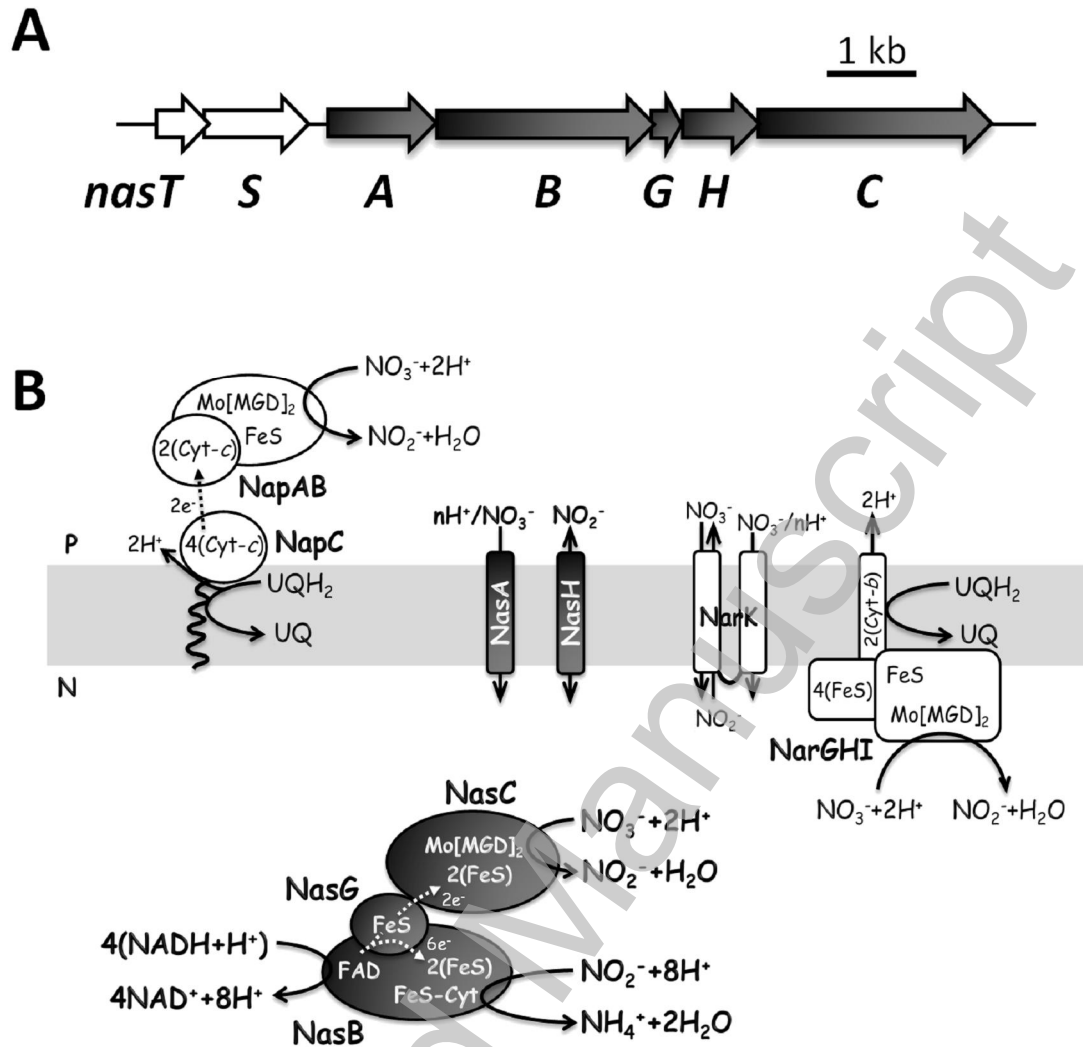 A
1 kb
nasT S A B G H C
B
NO₃⁻+2H⁺
Mo[MGD]₂
FeS
NO₂⁻+H₂O
2(Cyt-c)
NapAB
2e⁻
4(Cyt-c)
NapC
2H⁺
P
UQH₂
UQ
N
nH⁺/NO₃⁻
NO₂⁻
NasA
NasH
NO₃⁻
NO₃⁻/nH⁺
NarK
NO₂⁻
2H⁺
2(Cyt-b)
UQH₂
UQ
4(FeS)
FeS
Mo[MGD]₂
NarGHI
NO₃⁻+2H⁺
NO₂⁻+H₂O
NasC
Mo[MGD]₂
2(FeS)
NO₃⁻+2H⁺
NO₂⁻+H₂O
2e⁻
NasG
FeS
4(NADH+H⁺)
6e⁻
FAD
2(FeS)
NO₂⁻+8H⁺
4NAD⁺+8H⁺
FeS-Cyt
NH₄⁺+2H₂O
NasB
Manuscript